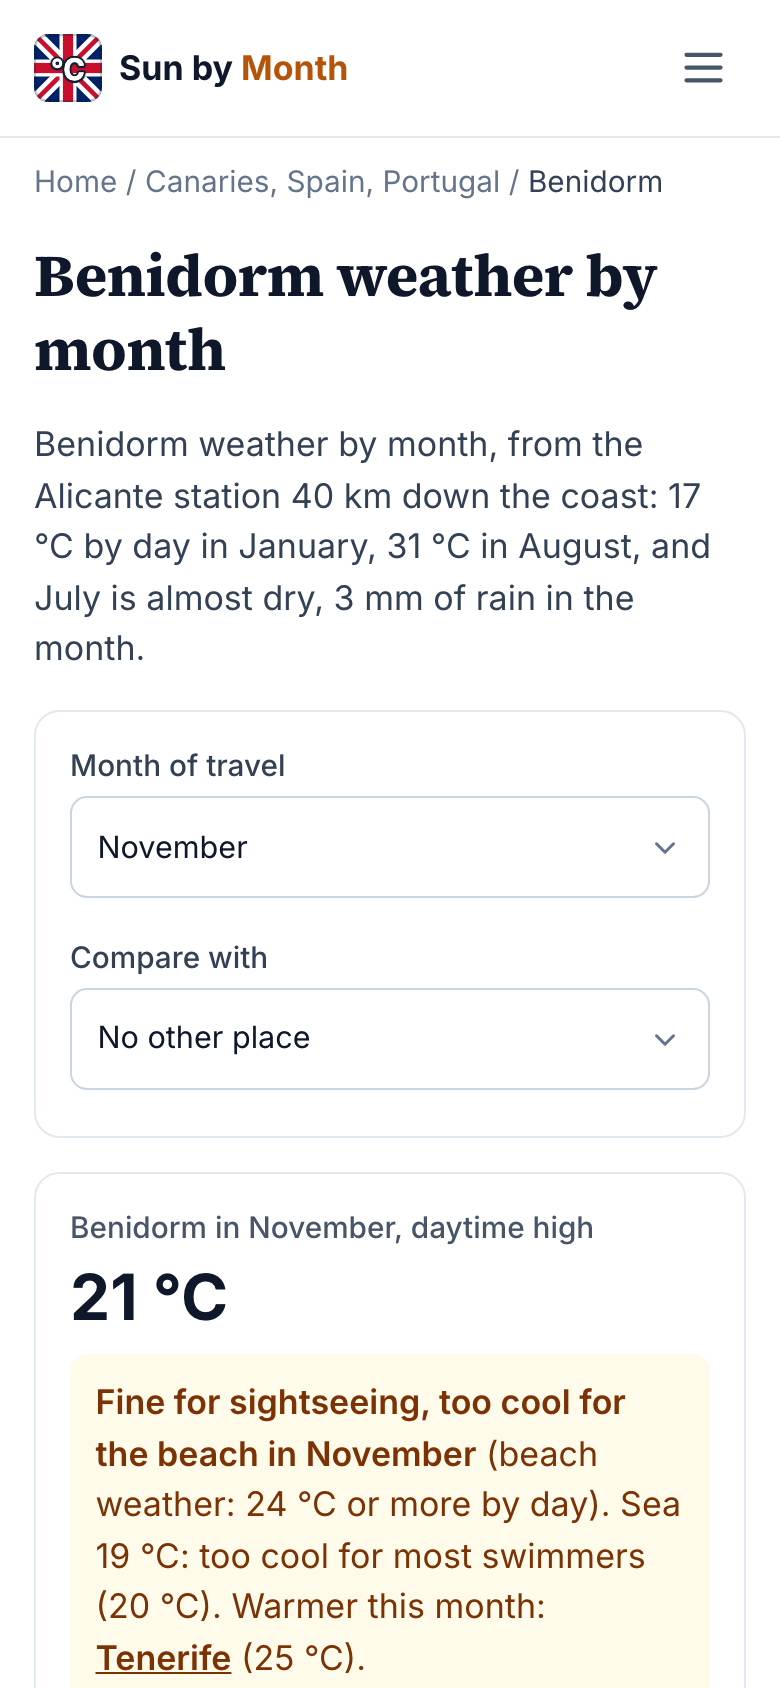 °C
Sun by Month
Home / Canaries, Spain, Portugal / Benidorm
Benidorm weather by
month
Benidorm weather by month, from the
Alicante station 40 km down the coast: 17
°C by day in January, 31 °C in August, and
July is almost dry, 3 mm of rain in the
month.
Month of travel
November
Compare with
No other place
Benidorm in November, daytime high
21 °C
Fine for sightseeing, too cool for
the beach in November (beach
weather: 24 °C or more by day). Sea
19 °C: too cool for most swimmers
(20 °C). Warmer this month:
Tenerife (25 °C).